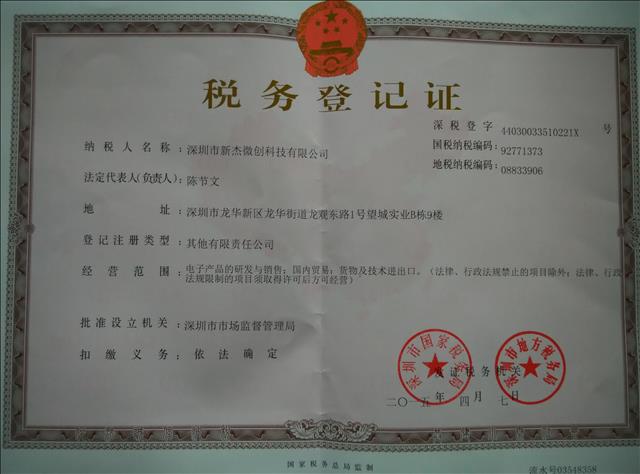 税务登记证
深税登字 44030033510221X 号
国税纳税编码: 92771373
地税纳税编码: 08833906
纳税人名称: 深圳市新杰微创科技有限公司
法定代表人(负责人) 陈节文
地址: 深圳市龙华新区龙华街道龙观东路1号望城实业B栋9楼
登记注册类型: 其他有限责任公司
经营范围: 电子产品的研发与销售; 国内贸易; 货物及技术进出口。(法律、行政法规禁止的项目除外; 法律、行政
法规限制的项目须取得许可后方可经营)
批准设立机关: 深圳市市场监督管理局
扣缴义务: 依法确定
深圳市国家税务局
深圳市地方税务局
发证税务机关
二〇一五年四月七日
国家税务总局监制
流水号03548358